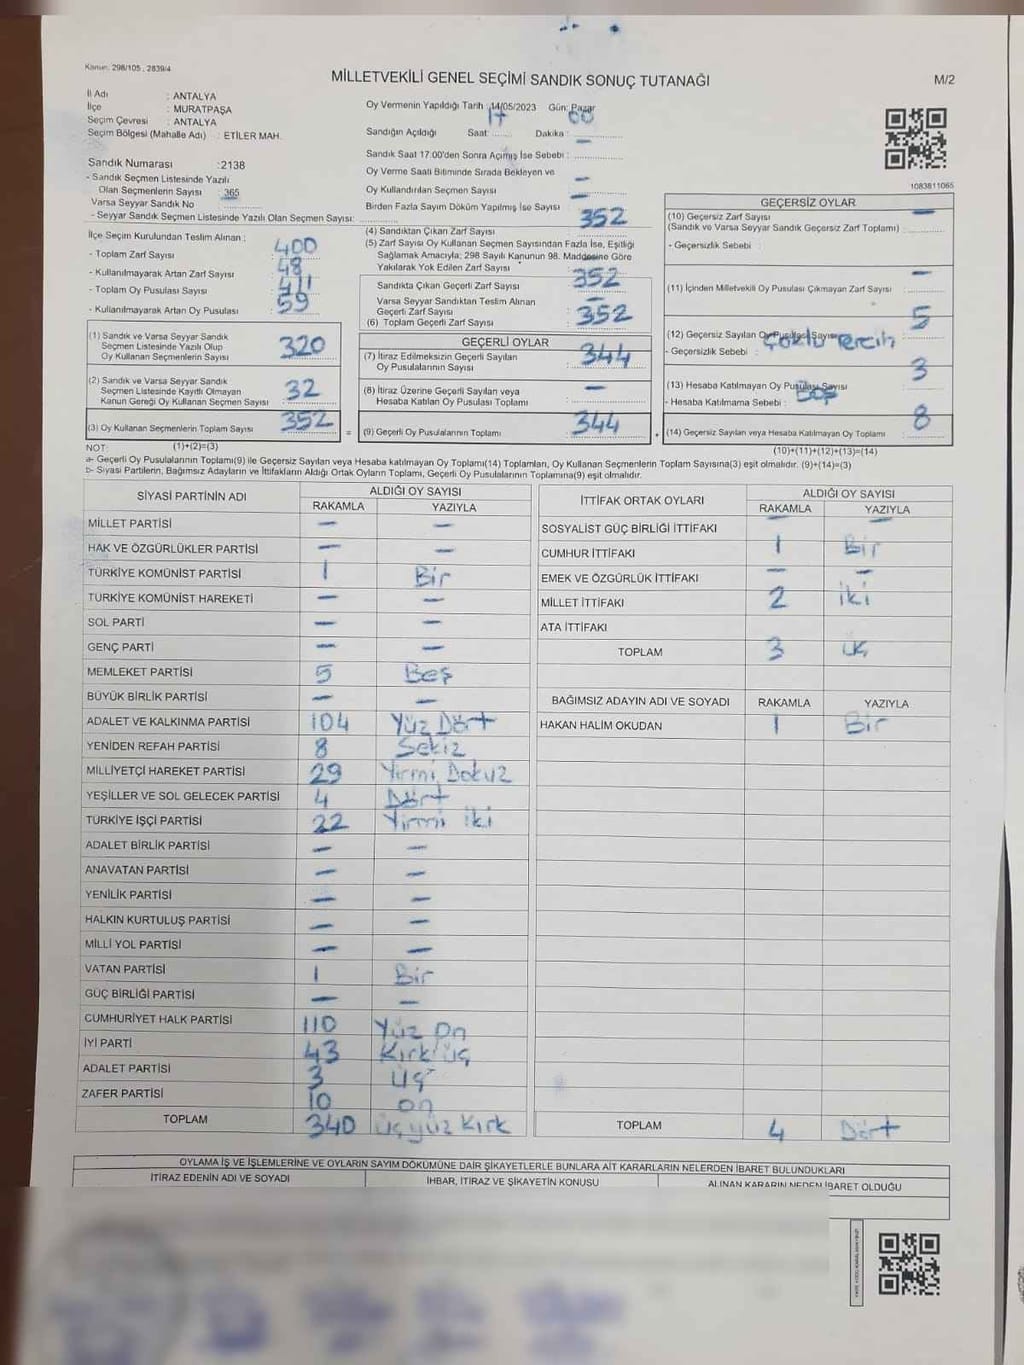 Kanun: 298/105, 2839/4
MİLLETVEKİLİ GENEL SEÇİMİ SANDIK SONUÇ TUTANAĞI
M/2
İl Adı : ANTALYA
İlçe : MURATPAŞA
Seçim Çevresi : ANTALYA
Seçim Bölgesi (Mahalle Adı) : ETİLER MAH.
Sandık Numarası :2138
- Sandık Seçmen Listesinde Yazılı
Olan Seçmenlerin Sayısı : 365
Varsa Seyyar Sandık No
- Seyyar Sandık Seçmen Listesinde Yazılı Olan Seçmen Sayısı:
Oy Vermenin Yapıldığı Tarih :14/05/2023 Gün: Pazar
Sandığın Açıldığı Saat: 17 Dakika : 00
Sandık Saat 17:00'den Sonra Açılmış İse Sebebi : –
Oy Verme Saati Bitiminde Sırada Bekleyen ve
Oy Kullandırılan Seçmen Sayısı –
Birden Fazla Sayım Döküm Yapılmış İse Sayısı –
1083811065
İlçe Seçim Kurulundan Teslim Alınan :
- Toplam Zarf Sayısı : 400
- Kullanılmayarak Artan Zarf Sayısı : 48
- Toplam Oy Pusulası Sayısı : 411
- Kullanılmayarak Artan Oy Pusulası : 59
(1) Sandık ve Varsa Seyyar Sandık
Seçmen Listesinde Yazılı Olup
Oy Kullanan Seçmenlerin Sayısı : 320
(2) Sandık ve Varsa Seyyar Sandık
Seçmen Listesinde Kayıtlı Olmayan
Kanun Gereği Oy Kullanan Seçmen Sayısı : 32
(3) Oy Kullanan Seçmenlerin Toplam Sayısı : 352
(4) Sandıktan Çıkan Zarf Sayısı : 352
(5) Zarf Sayısı Oy Kullanan Seçmen Sayısından Fazla İse, Eşitliği
Sağlamak Amacıyla; 298 Sayılı Kanunun 98. Maddesine Göre
Yakılarak Yok Edilen Zarf Sayısı :
Sandıkta Çıkan Geçerli Zarf Sayısı : 352
Varsa Seyyar Sandıktan Teslim Alınan
Geçerli Zarf Sayısı : –
(6) Toplam Geçerli Zarf Sayısı : 352
GEÇERLİ OYLAR
(7) İtiraz Edilmeksizin Geçerli Sayılan
Oy Pusulalarının Sayısı : 344
(8) İtiraz Üzerine Geçerli Sayılan veya
Hesaba Katılan Oy Pusulası Toplamı : –
= (9) Geçerli Oy Pusulalarının Toplamı : 344
GEÇERSİZ OYLAR
(10) Geçersiz Zarf Sayısı –
(Sandık ve Varsa Seyyar Sandık Geçersiz Zarf Toplamı) :
- Geçersizlik Sebebi :
(11) İçinden Milletvekili Oy Pusulası Çıkmayan Zarf Sayısı : –
(12) Geçersiz Sayılan Oy Pusulası Sayısı : 5
- Geçersizlik Sebebi : Çoklu Tercih
(13) Hesaba Katılmayan Oy Pusulası Sayısı 3
- Hesaba Katılmama Sebebi : Boş
(14) Geçersiz Sayılan veya Hesaba Katılmayan Oy Toplamı : 8
NOT: (1)+(2)=(3)
(10)+(11)+(12)+(13)=(14)
a- Geçerli Oy Pusulaların Toplamı(9) ile Geçersiz Sayılan veya Hesaba katılmayan Oy Toplamı(14) Toplamları, Oy Kullanan Seçmenlerin Toplam Sayısına(3) eşit olmalıdır. (9)+(14)=(3)
b- Siyasi Partilerin, Bağımsız Adayların ve İttifakların Aldığı Ortak Oyların Toplamı, Geçerli Oy Pusulalarının Toplamına(9) eşit olmalıdır.
SİYASİ PARTİNİN ADI ALDIĞI OY SAYISI
RAKAMLA YAZIYLA
MİLLET PARTİSİ – –
HAK VE ÖZGÜRLÜKLER PARTİSİ – –
TÜRKİYE KOMÜNİST PARTİSİ 1 Bir
TÜRKİYE KOMÜNİST HAREKETİ – –
SOL PARTİ – –
GENÇ PARTİ – –
MEMLEKET PARTİSİ 5 Beş
BÜYÜK BİRLİK PARTİSİ – –
ADALET VE KALKINMA PARTİSİ 104 Yüz Dört
YENİDEN REFAH PARTİSİ 8 Sekiz
MİLLİYETÇİ HAREKET PARTİSİ 29 Yirmi Dokuz
YEŞİLLER VE SOL GELECEK PARTİSİ 4 Dört
TÜRKİYE İŞÇİ PARTİSİ 22 Yirmi iki
ADALET BİRLİK PARTİSİ – –
ANAVATAN PARTİSİ – –
YENİLİK PARTİSİ – –
HALKIN KURTULUŞ PARTİSİ – –
MİLLİ YOL PARTİSİ – –
VATAN PARTİSİ 1 Bir
GÜÇ BİRLİĞİ PARTİSİ – –
CUMHURİYET HALK PARTİSİ 110 Yüz On
İYİ PARTİ 43 Kırk üç
ADALET PARTİSİ 3 Üç
ZAFER PARTİSİ 10 on
TOPLAM 340 üçyüz Kırk
İTTİFAK ORTAK OYLARI ALDIĞI OY SAYISI
RAKAMLA YAZIYLA
SOSYALİST GÜÇ BİRLİĞİ İTTİFAKI – –
CUMHUR İTTİFAKI 1 Bir
EMEK VE ÖZGÜRLÜK İTTİFAKI – –
MİLLET İTTİFAKI 2 iki
ATA İTTİFAKI
TOPLAM 3 üç
BAĞIMSIZ ADAYIN ADI VE SOYADI RAKAMLA YAZIYLA
HAKAN HALİM OKUDAN 1 Bir
TOPLAM 4 Dört
OYLAMA İŞ VE İŞLEMLERİNE VE OYLARIN SAYIM DÖKÜMÜNE DAİR ŞİKAYETLERLE BUNLARA AİT KARARLARIN NELERDEN İBARET BULUNDUKLARI
İTİRAZ EDENİN ADI VE SOYADI İHBAR, İTİRAZ VE ŞİKAYETİN KONUSU ALINAN KARARIN NEDEN İBARET OLDUĞU